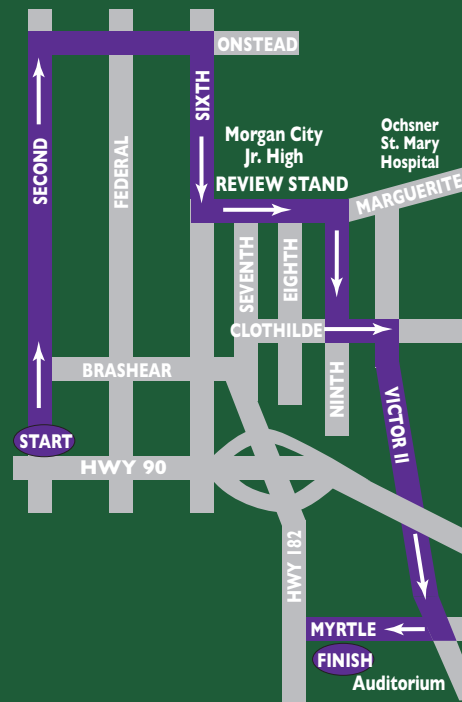 ONSTEAD
SIXTH
SECOND
FEDERAL
Morgan City
Jr. High
REVIEW STAND
Ochsner
St. Mary
Hospital
MARGUERITE
SEVENTH
EIGHTH
CLOTHILDE
BRASHEAR
NINTH
VICTOR II
START
HWY 90
HWY 182
MYRTLE
FINISH
Auditorium